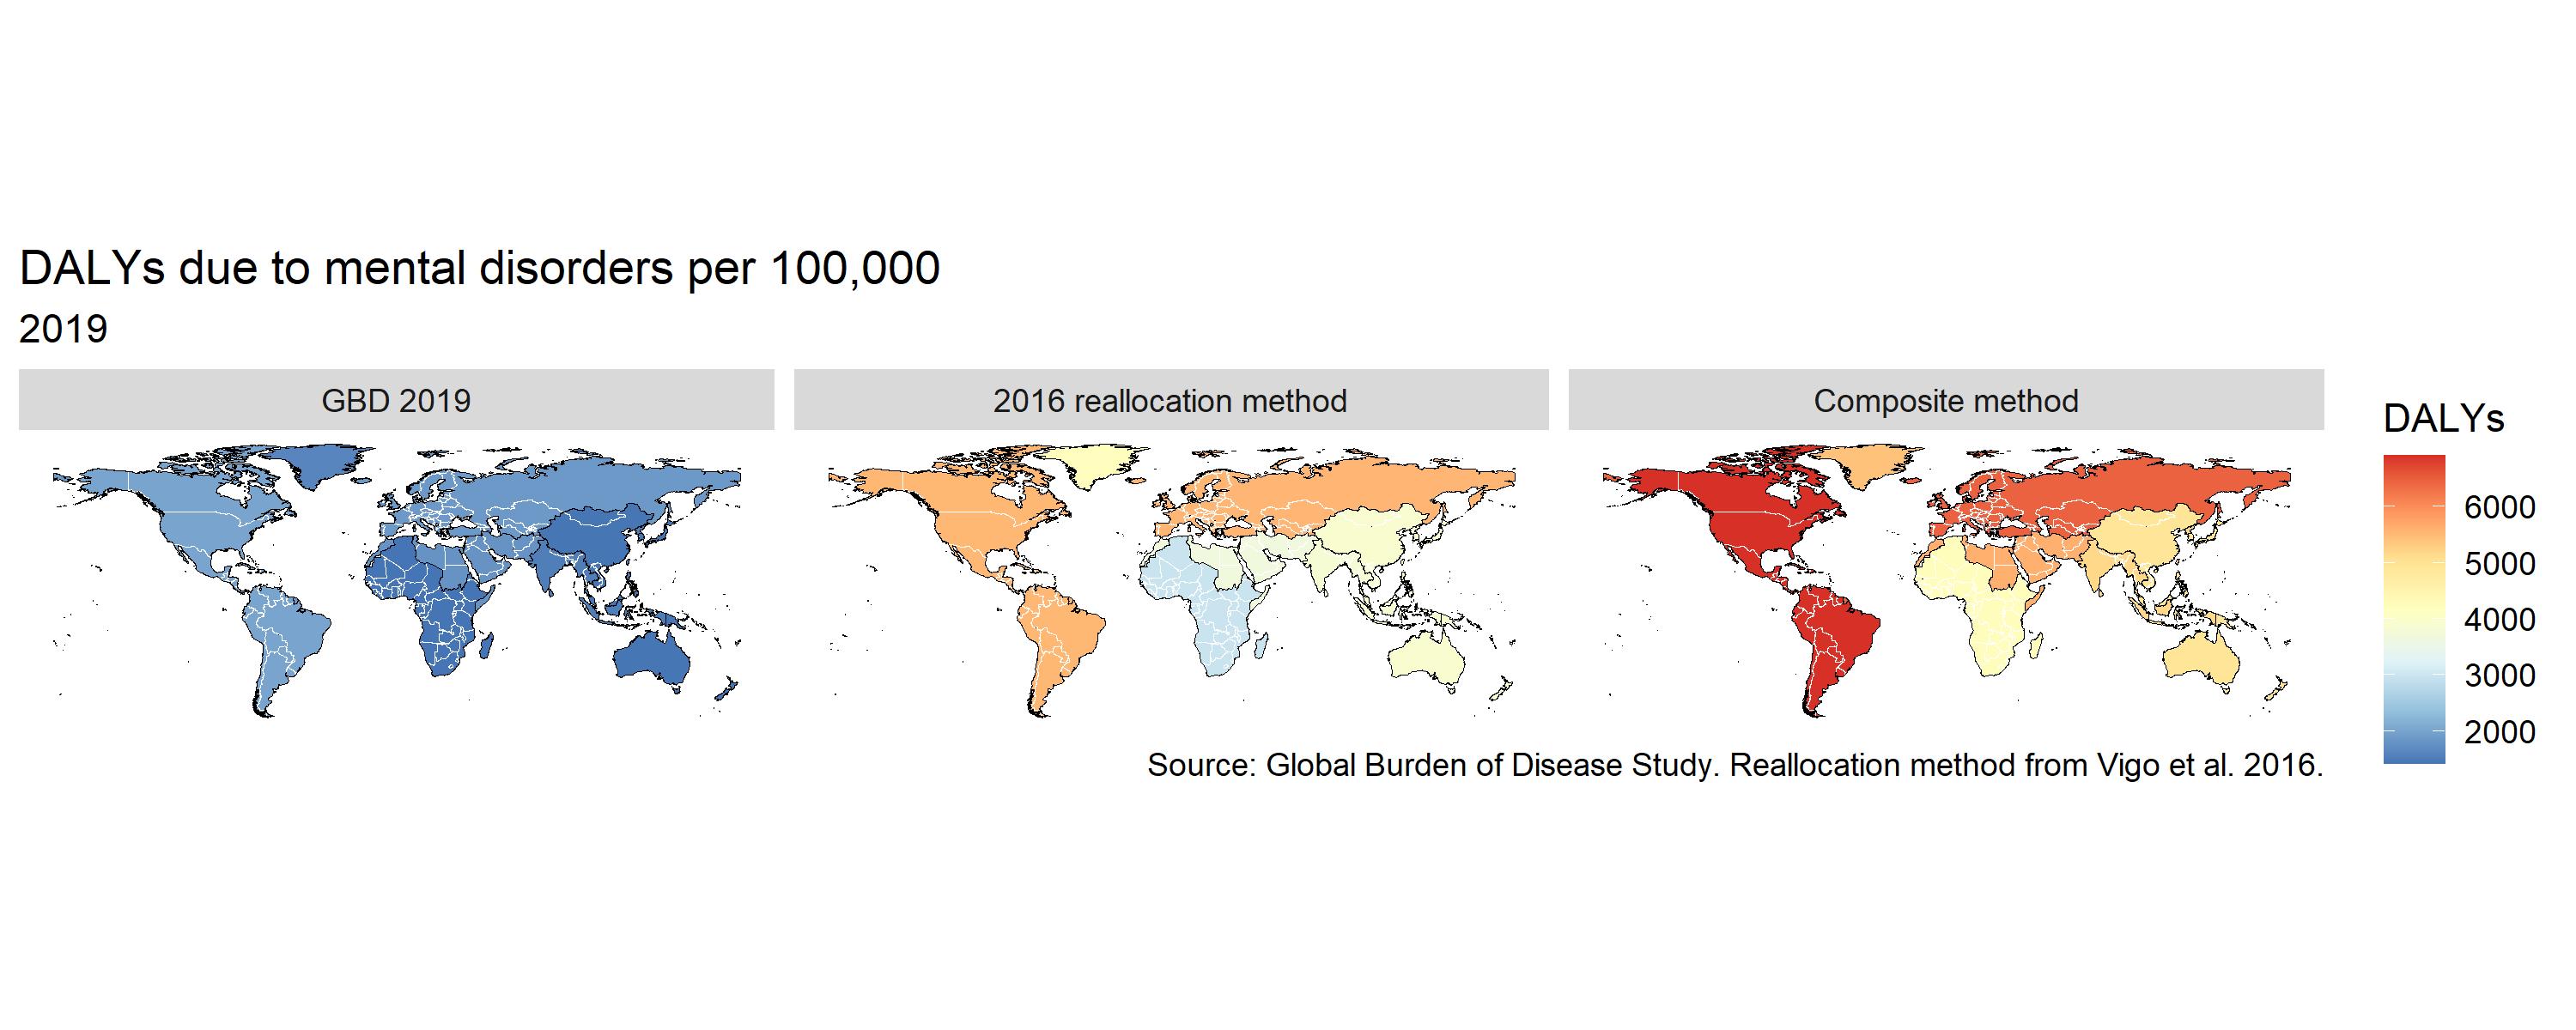 DALYs due to mental disorders per 100,000
2019
GBD 2019
2016 reallocation method
Composite method
DALYs
6000
5000
4000
3000
2000
Source: Global Burden of Disease Study. Reallocation method from Vigo et al. 2016.